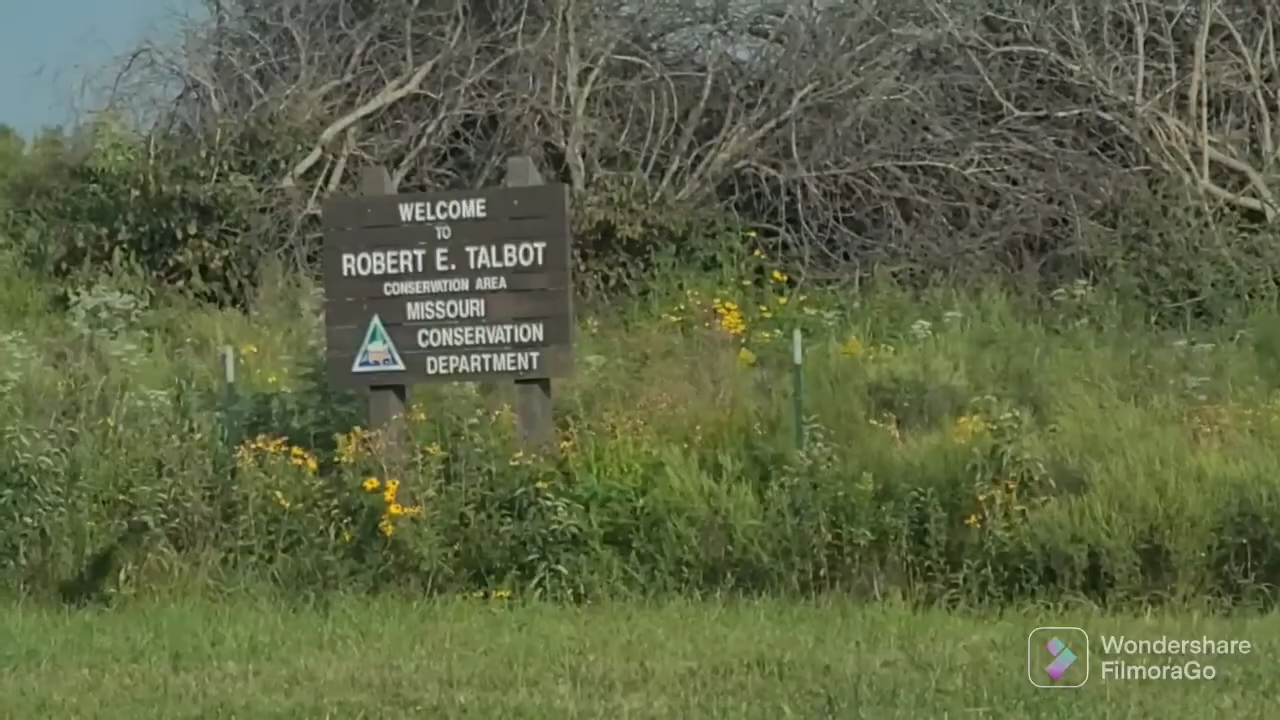 WELCOME
TO
ROBERT E. TALBOT
CONSERVATION AREA
MISSOURI
CONSERVATION
DEPARTMENT
Wondershare
FilmoraGo